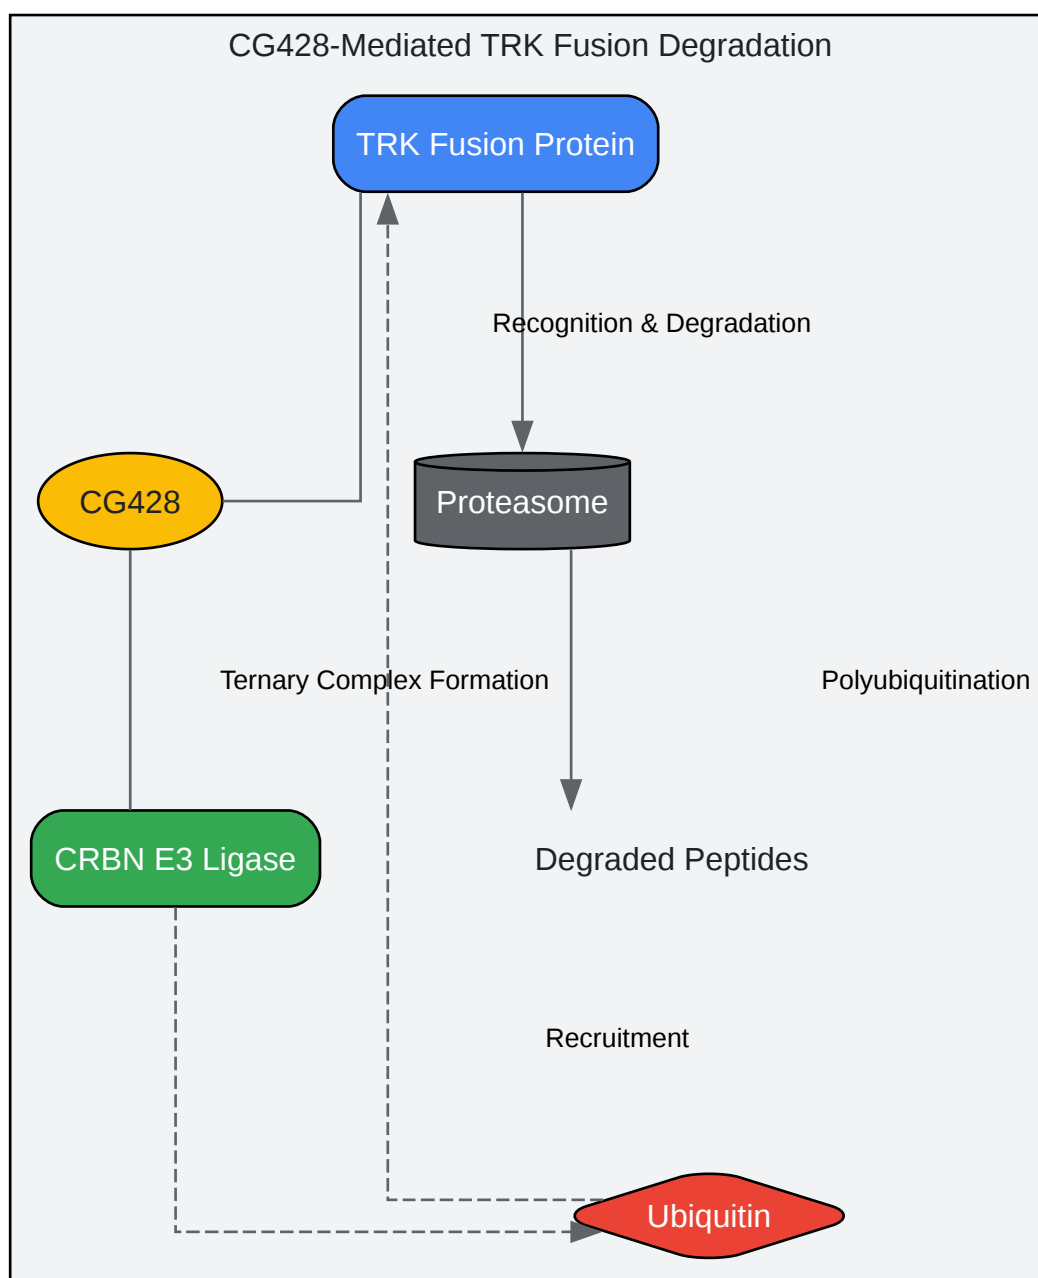 CG428-Mediated TRK Fusion Degradation
TRK Fusion Protein
Recognition & Degradation
CG428
Proteasome
Ternary Complex Formation
Polyubiquitination
CRBN E3 Ligase
Degraded Peptides
Recruitment
Ubiquitin